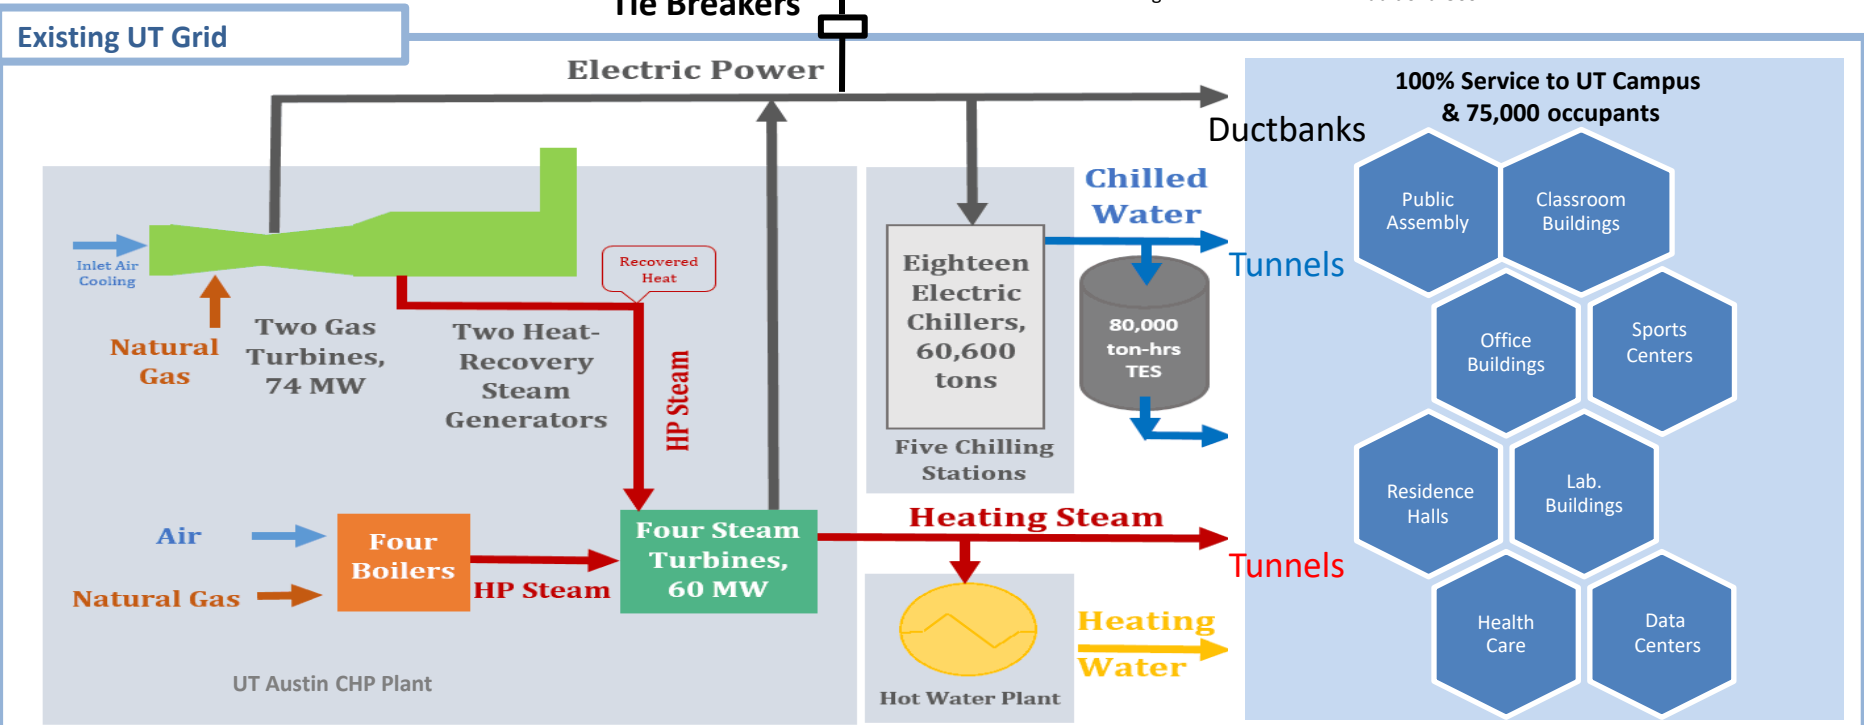 Tie Breakers
Existing UT Grid
Electric Power
Ductbanks
100% Service to UT Campus
& 75,000 occupants
Public
Assembly
Classroom
Buildings
Office
Buildings
Sports
Centers
Residence
Halls
Lab.
Buildings
Health
Care
Data
Centers
Inlet Air
Cooling
Natural
Gas
Two Gas
Turbines,
74 MW
Two Heat-
Recovery
Steam
Generators
Recovered
Heat
HP Steam
Air
Natural Gas
Four
Boilers
HP Steam
Four Steam
Turbines,
60 MW
UT Austin CHP Plant
Eighteen
Electric
Chillers,
60,600
tons
Five Chilling
Stations
Chilled
Water
Tunnels
80,000
ton-hrs
TES
Heating Steam
Tunnels
Heating
Water
Hot Water Plant